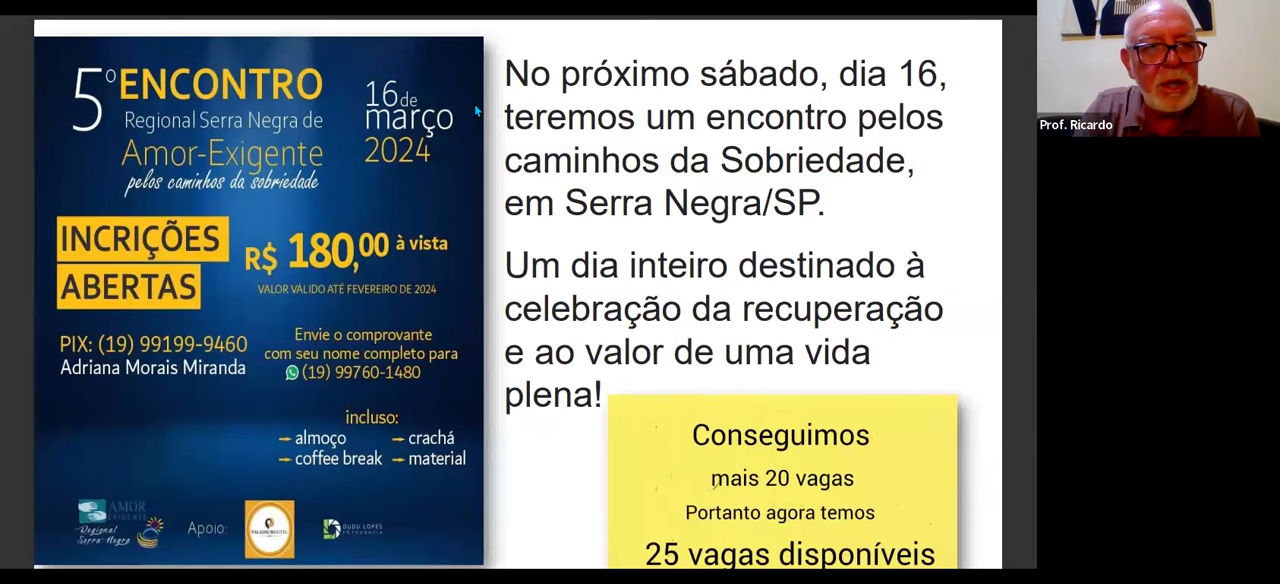 5º ENCONTRO
Regional Serra Negra de
Amor-Exigente
pelos caminhos da sobriedade
16 de
março
2024
INCRIÇÕES
ABERTAS
R$ 180,00 à vista
VALOR VÁLIDO ATÉ FEVEREIRO DE 2024
PIX: (19) 99199-9460
Adriana Morais Miranda
Envie o comprovante
com seu nome completo para
(19) 99760-1480
incluso:
almoço
crachá
coffee break
material
AMOR
EXIGENTE
Regional
Serra Negra
Apoio:
DUDU LOPES
FOTOGRAFIA
No próximo sábado, dia 16,
teremos um encontro pelos
caminhos da Sobriedade,
em Serra Negra/SP.
Um dia inteiro destinado à
celebração da recuperação
e ao valor de uma vida
plena!
Conseguimos
mais 20 vagas
Portanto agora temos
25 vagas disponíveis
Prof. Ricardo